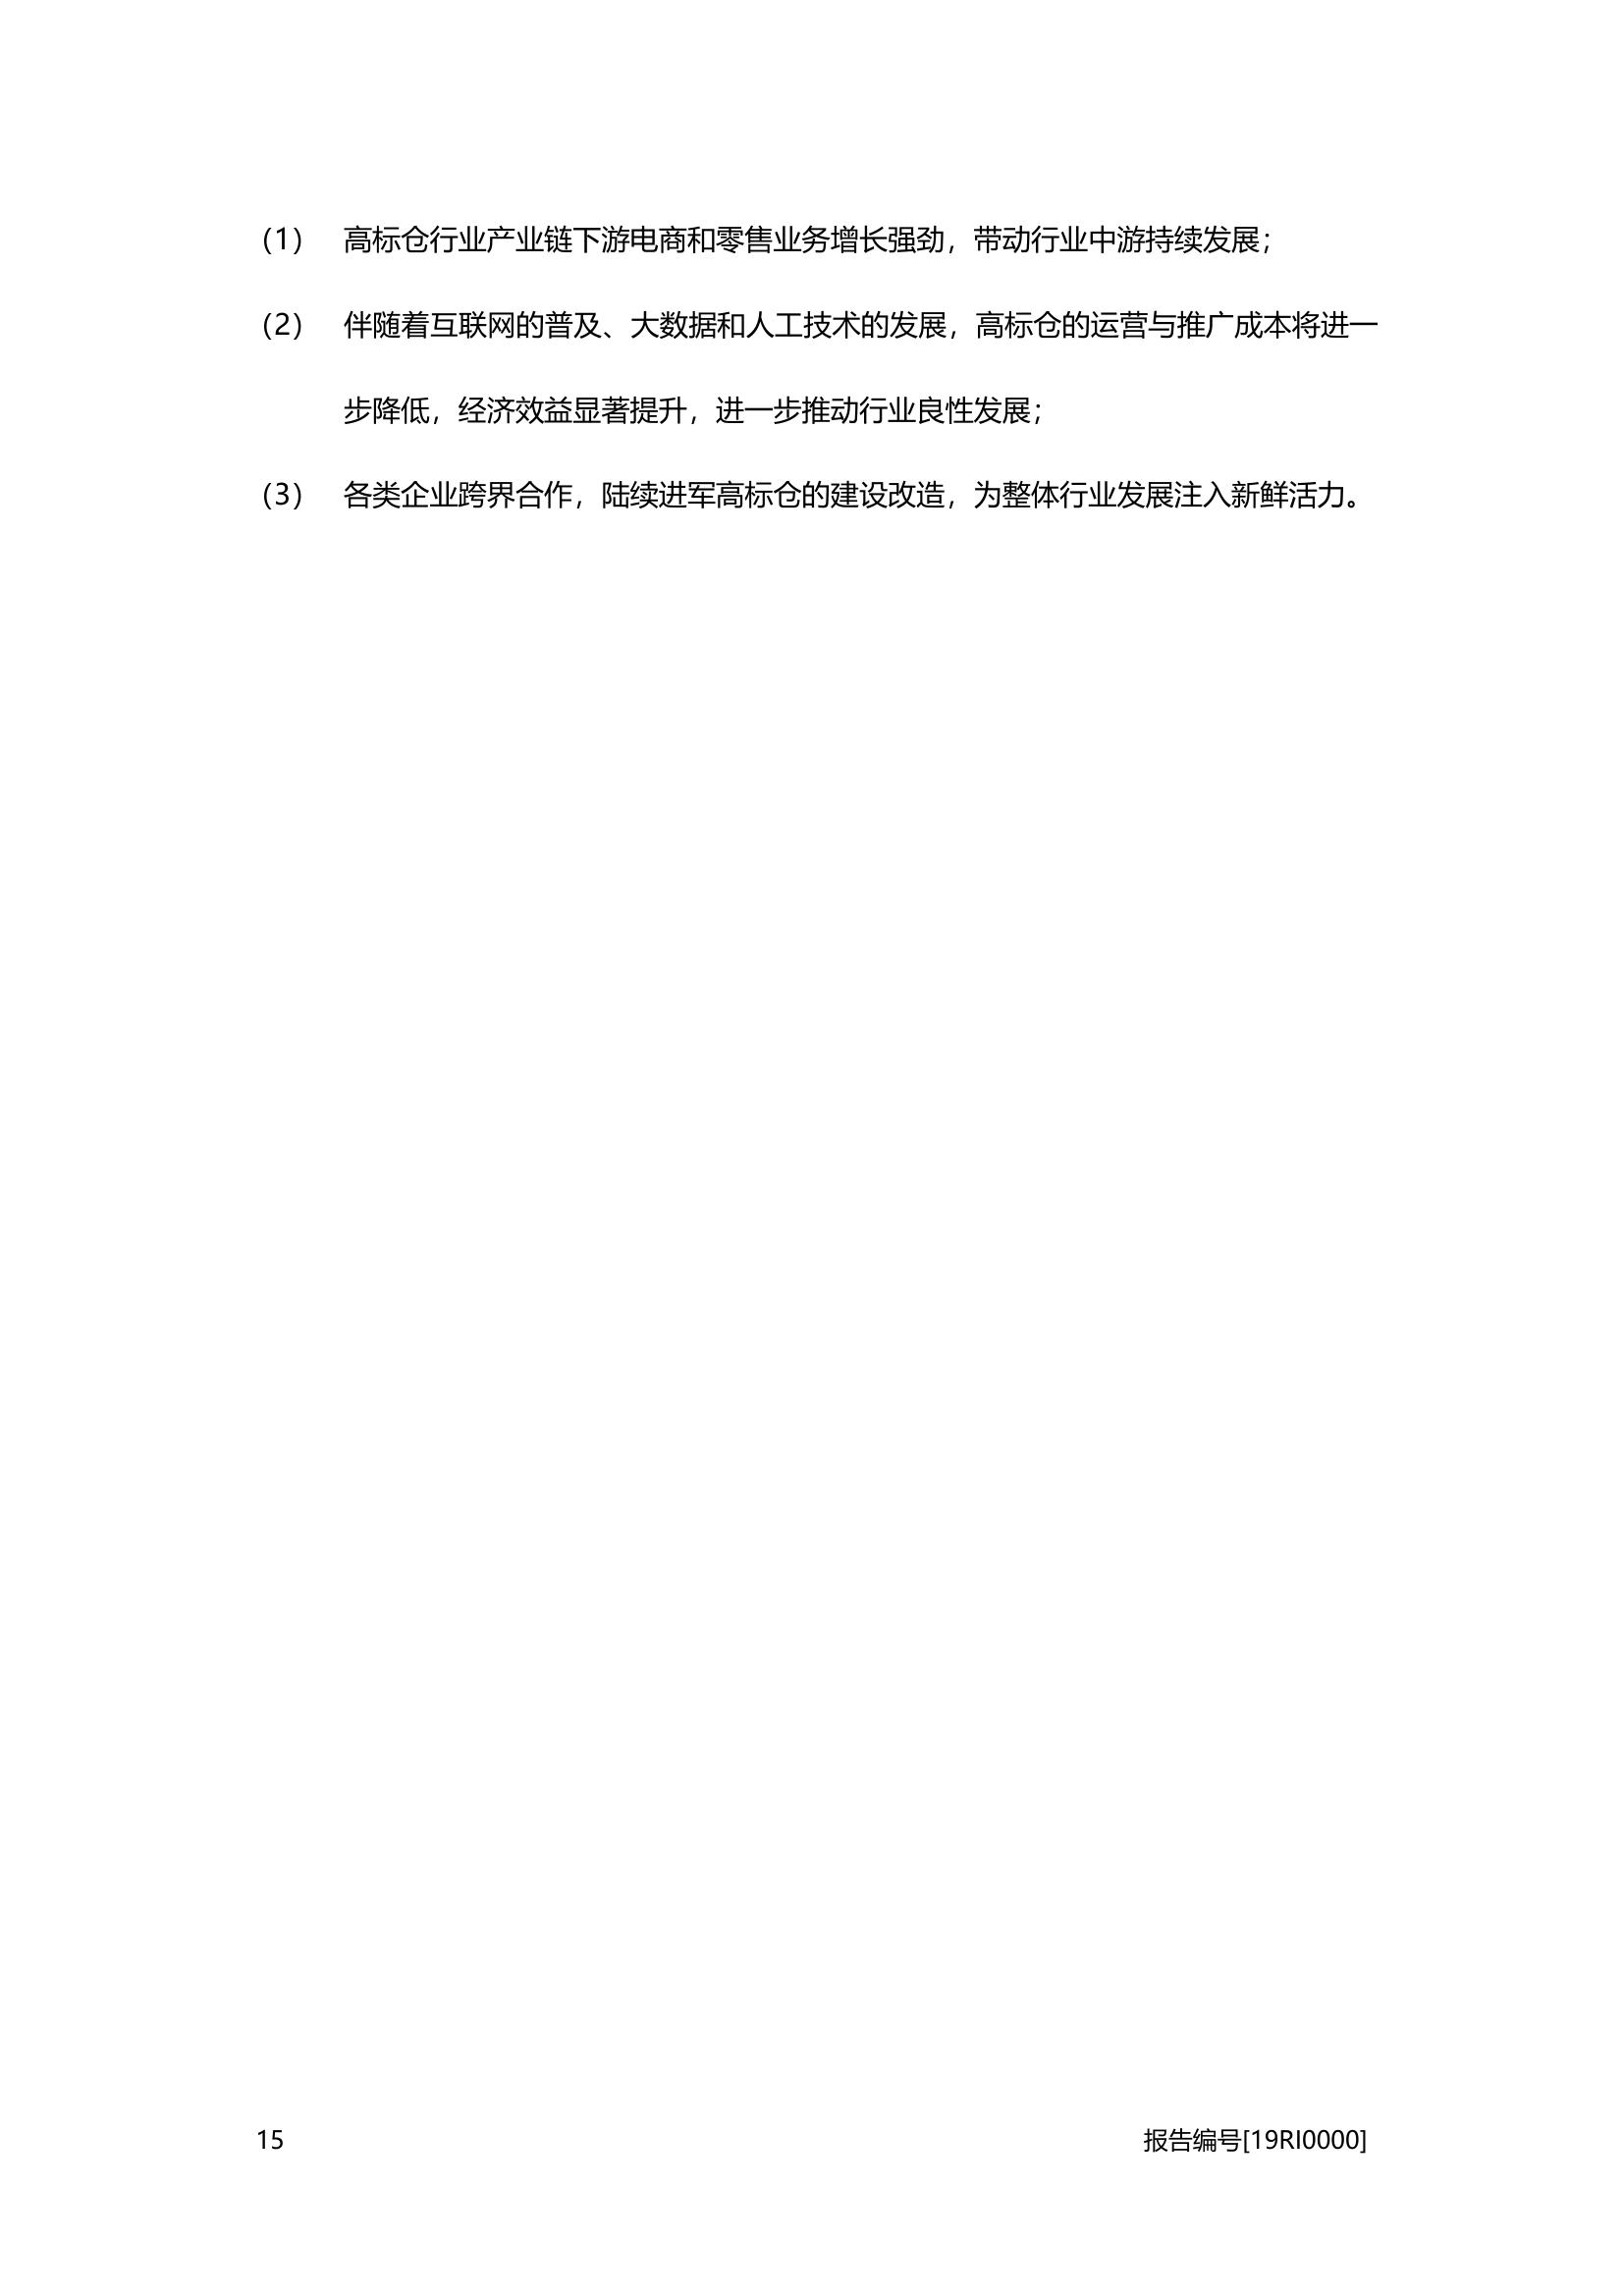 （1） 高标仓行业产业链下游电商和零售业务增长强劲，带动行业中游持续发展；
（2） 伴随着互联网的普及、大数据和人工技术的发展，高标仓的运营与推广成本将进一
步降低，经济效益显著提升，进一步推动行业良性发展；
（3） 各类企业跨界合作，陆续进军高标仓的建设改造，为整体行业发展注入新鲜活力。
15 报告编号[19RI0000]